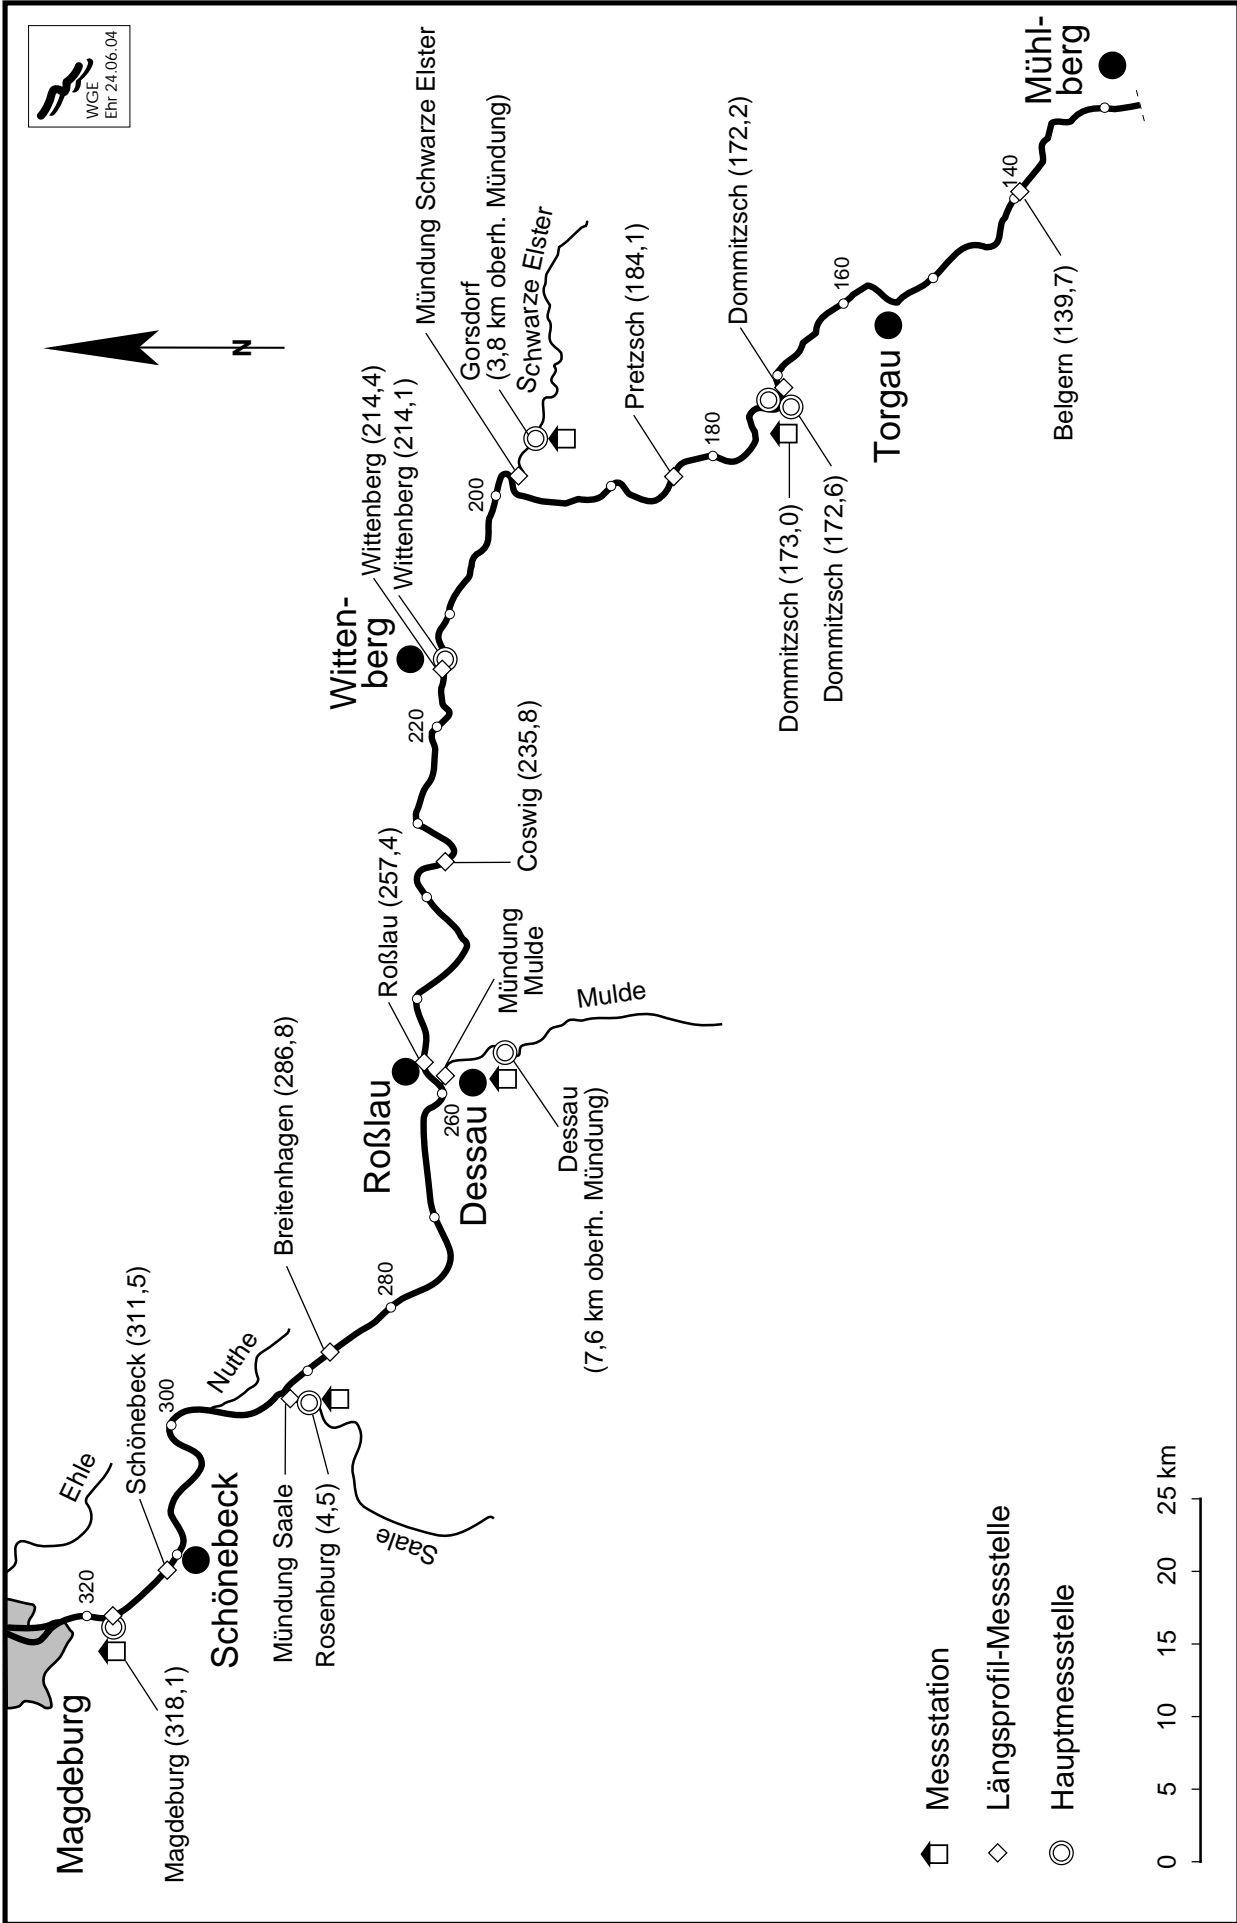 WGE
Ehr 24.06.04
N
Magdeburg
Magdeburg (318,1)
320
Ehle
Schönebeck (311,5)
Schönebeck
300
Nuthe
Mündung Saale
Rosenburg (4,5)
Saale
Breitenhagen (286,8)
280
Roßlau
Roßlau (257,4)
260
Dessau
Dessau
(7,6 km oberh. Mündung)
Mündung
Mulde
Mulde
Coswig (235,8)
220
Witten-
berg
Wittenberg (214,4)
Wittenberg (214,1)
200
Mündung Schwarze Elster
Gorsdorf
(3,8 km oberh. Mündung)
Schwarze Elster
Pretzsch (184,1)
180
Dommitzsch (172,2)
Dommitzsch (173,0)
Dommitzsch (172,6)
160
Torgau
140
Belgern (139,7)
Mühl-
berg
Messstation
Längsprofil-Messstelle
Hauptmessstelle
0 5 10 15 20 25 km